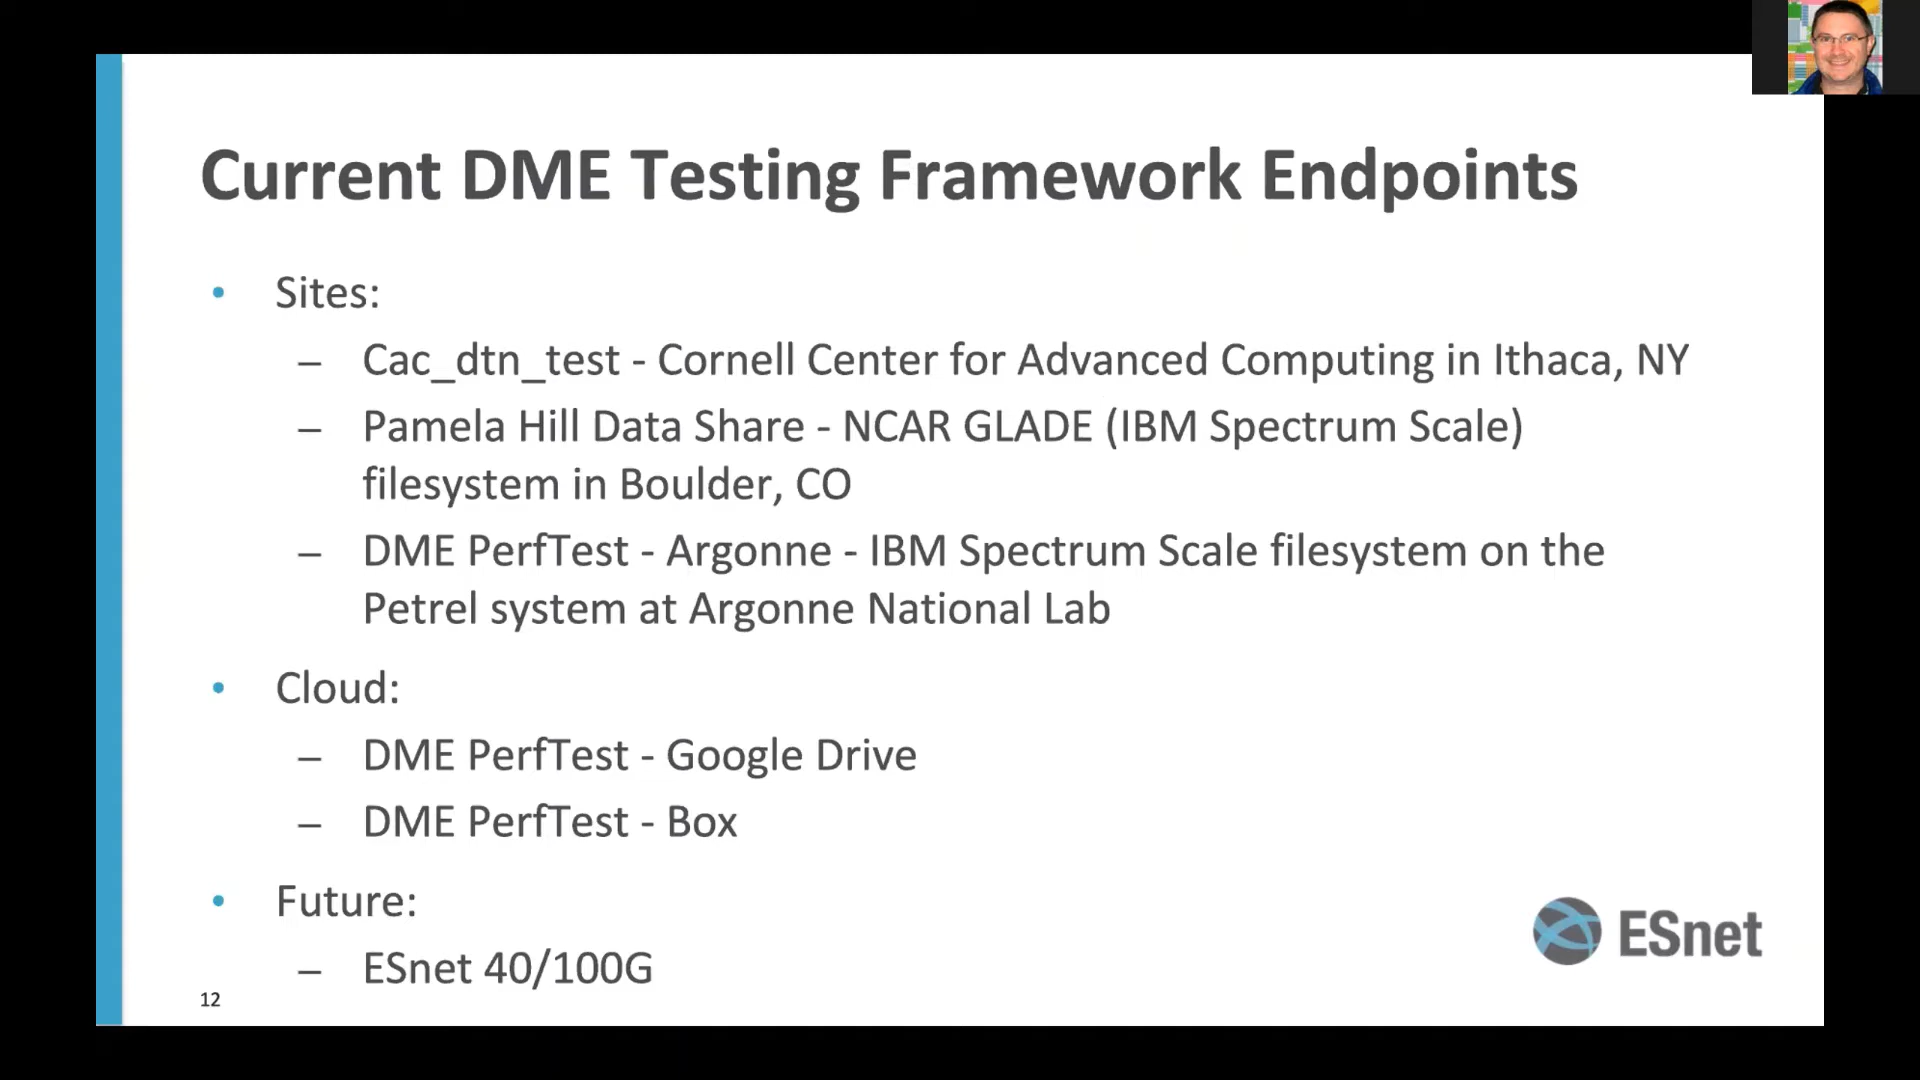 Current DME Testing Framework Endpoints
• Sites:
– Cac_dtn_test - Cornell Center for Advanced Computing in Ithaca, NY
– Pamela Hill Data Share - NCAR GLADE (IBM Spectrum Scale)
filesystem in Boulder, CO
– DME PerfTest - Argonne - IBM Spectrum Scale filesystem on the
Petrel system at Argonne National Lab
• Cloud:
– DME PerfTest - Google Drive
– DME PerfTest - Box
• Future:
– ESnet 40/100G
ESnet
12